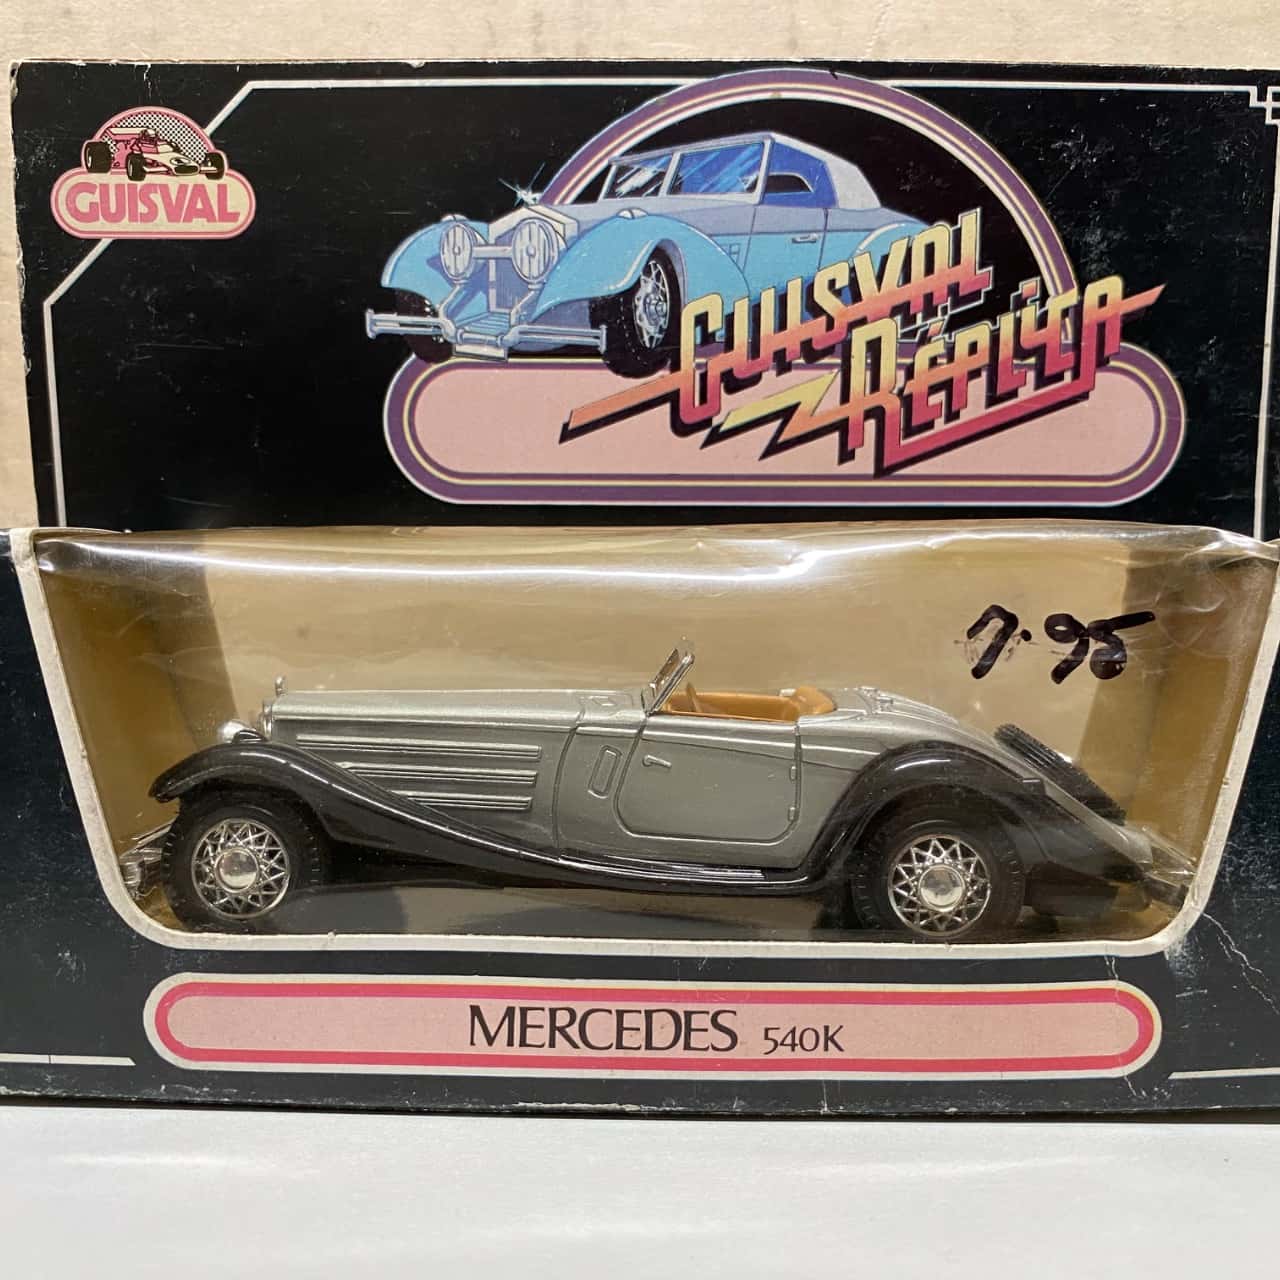 GUISVAL
GUISVAL
RÉPLICA
7.95
MERCEDES 540K